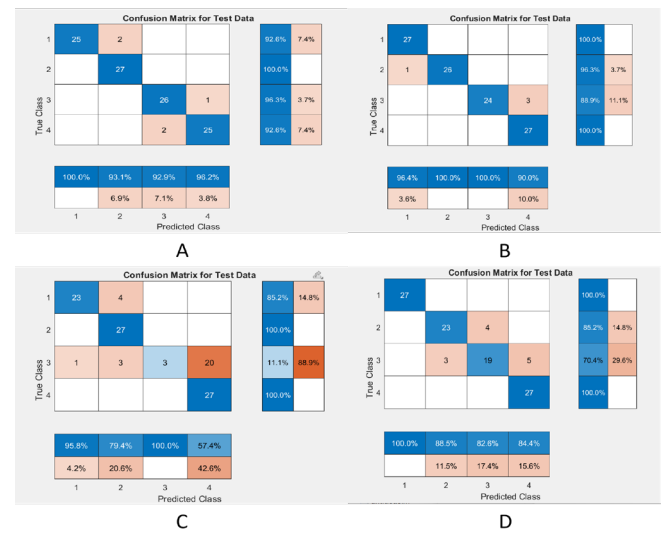 Confusion Matrix for Test Data
1 25 2 92.6% 7.4%
2 27 100.0%
3 26 1 96.3% 3.7%
4 2 25 92.6% 7.4%
True Class
100.0% 93.1% 92.9% 96.2%
6.9% 7.1% 3.8%
1 2 3 4
Predicted Class
A
Confusion Matrix for Test Data
1 27 100.0%
2 1 26 96.3% 3.7%
3 24 3 88.9% 11.1%
4 27 100.0%
True Class
96.4% 100.0% 100.0% 90.0%
3.6% 10.0%
1 2 3 4
Predicted Class
B
Confusion Matrix for Test Data
1 23 4 85.2% 14.8%
2 27 100.0%
3 1 3 3 20 11.1% 88.9%
4 27 100.0%
True Class
95.8% 79.4% 100.0% 57.4%
4.2% 20.6% 42.6%
1 2 3 4
Predicted Class
C
Confusion Matrix for Test Data
1 27 100.0%
2 23 4 85.2% 14.8%
3 3 19 5 70.4% 29.6%
4 27 100.0%
True Class
100.0% 88.5% 82.6% 84.4%
11.5% 17.4% 15.6%
1 2 3 4
Predicted Class
D